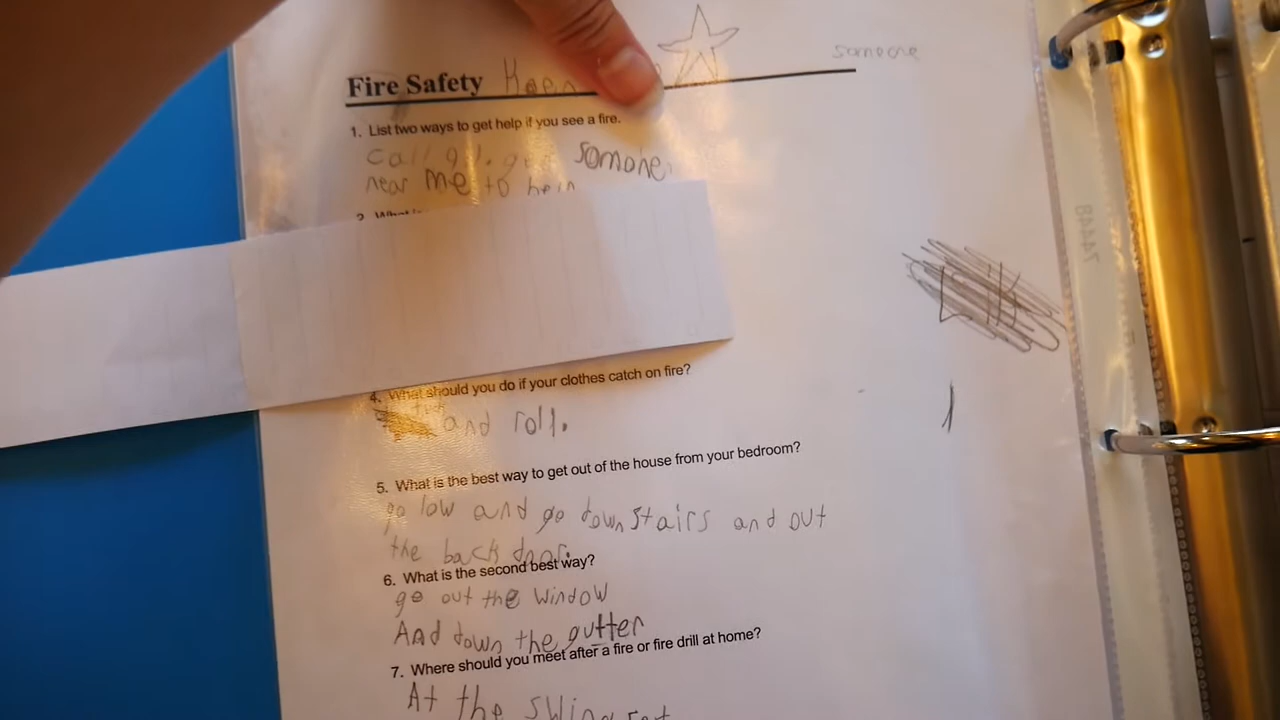 someone
Fire Safety
1. List two ways to get help if you see a fire.
call 911. get somone
near me to help
4. What should you do if your clothes catch on fire?
and roll.
5. What is the best way to get out of the house from your bedroom?
go low and go down stairs and out
the back door.
6. What is the second best way?
go out the window
And down the gutter
7. Where should you meet after a fire or fire drill at home?
At the swing set